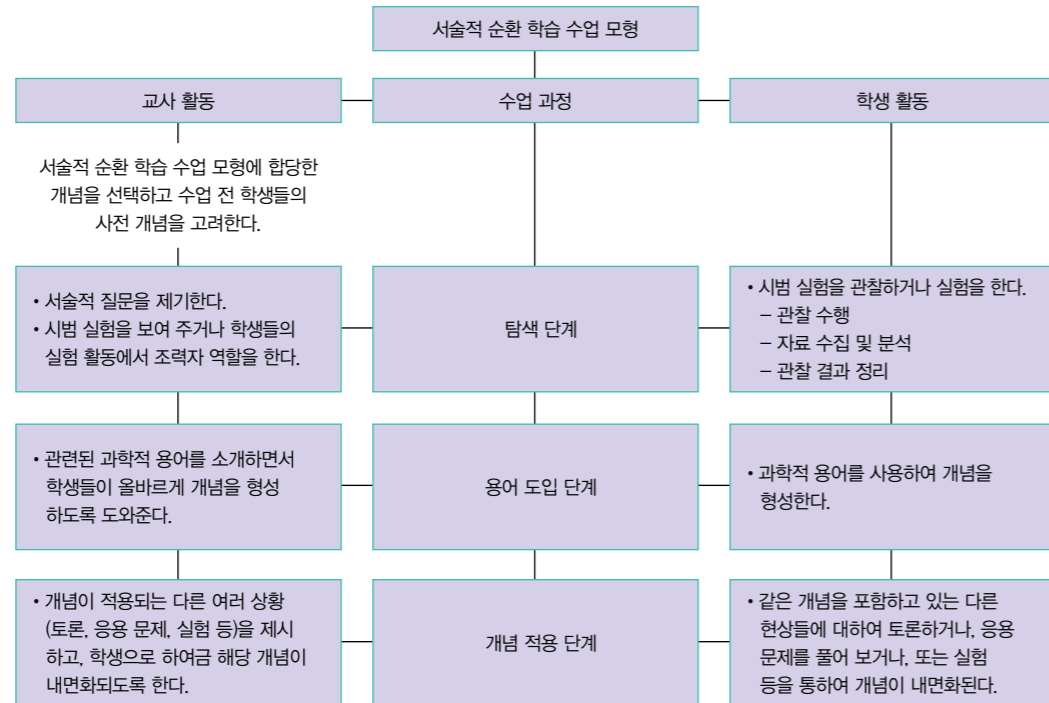 서술적 순환 학습 수업 모형
교사 활동
수업 과정
학생 활동
서술적 순환 학습 수업 모형에 합당한
개념을 선택하고 수업 전 학생들의
사전 개념을 고려한다.
• 서술적 질문을 제기한다.
• 시범 실험을 보여 주거나 학생들의
실험 활동에서 조력자 역할을 한다.
탐색 단계
• 시범 실험을 관찰하거나 실험을 한다.
– 관찰 수행
– 자료 수집 및 분석
– 관찰 결과 정리
• 관련된 과학적 용어를 소개하면서
학생들이 올바르게 개념을 형성
하도록 도와준다.
용어 도입 단계
• 과학적 용어를 사용하여 개념을
형성한다.
• 개념이 적용되는 다른 여러 상황
(토론, 응용 문제, 실험 등)을 제시
하고, 학생으로 하여금 해당 개념이
내면화되도록 한다.
개념 적용 단계
• 같은 개념을 포함하고 있는 다른
현상들에 대하여 토론하거나, 응용
문제를 풀어 보거나, 또는 실험
등을 통하여 개념이 내면화된다.